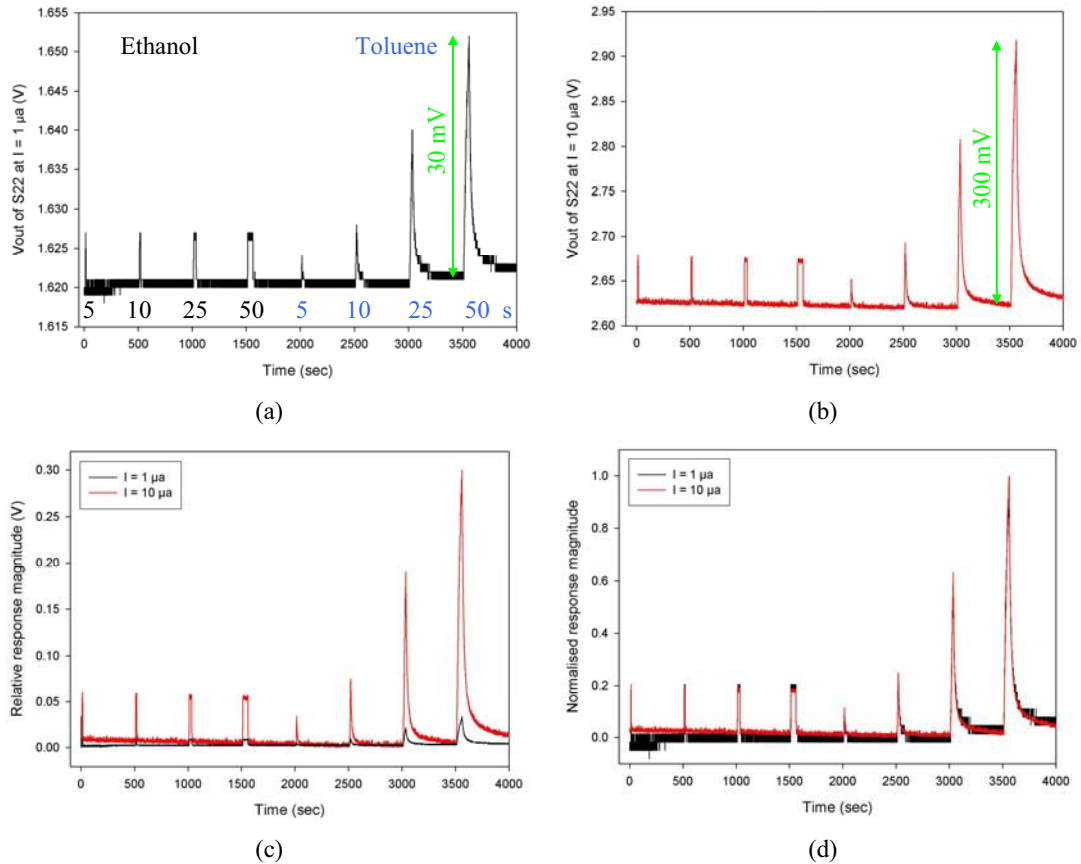 1.655
1.650
1.645
1.640
1.635
1.630
1.625
1.620
1.615
Vout of S22 at I = 1 µa (V)
Ethanol
Toluene
30 mV
5 10 25 50 5 10 25 50 s
0 500 1000 1500 2000 2500 3000 3500 4000
Time (sec)
(a)
2.95
2.90
2.85
2.80
2.75
2.70
2.65
2.60
Vout of S22 at I = 10 µa (V)
300 mV
0 500 1000 1500 2000 2500 3000 3500 4000
Time (sec)
(b)
0.30
0.25
0.20
0.15
0.10
0.05
0.00
Relative response magnitude (V)
I = 1 µa
I = 10 µa
0 500 1000 1500 2000 2500 3000 3500 4000
Time (sec)
(c)
1.0
0.8
0.6
0.4
0.2
0.0
Normalised response magnitude
I = 1 µa
I = 10 µa
0 500 1000 1500 2000 2500 3000 3500 4000
Time (sec)
(d)